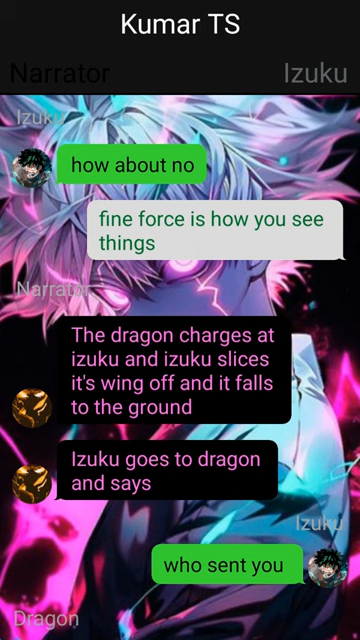 Kumar TS
Narrator
Izuku
Izuku
how about no
fine force is how you see
things
Narrator
The dragon charges at
izuku and izuku slices
it's wing off and it falls
to the ground
Izuku goes to dragon
and says
Izuku
who sent you
Dragon